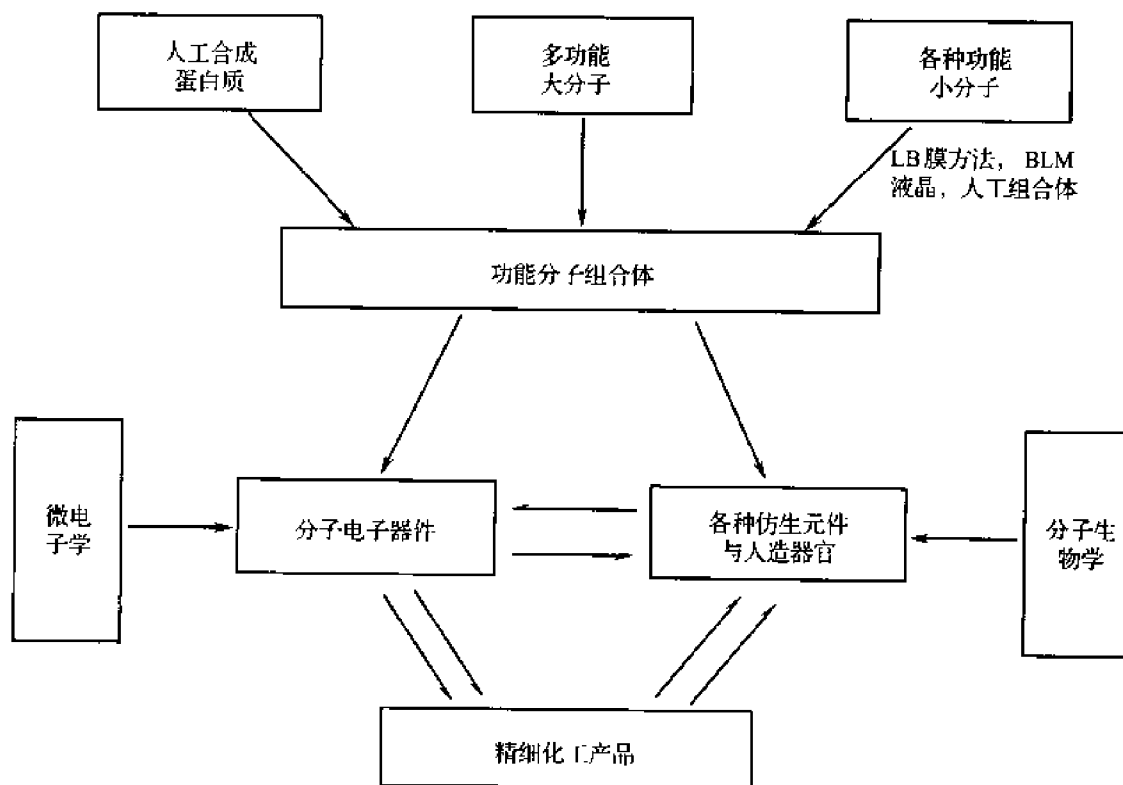 人工合成
蛋白质
多功能
大分子
各种功能
小分子
LB膜方法，BLM
液晶，人工组合体
功能分子组合体
微电
子学
分子电子器件
各种仿生元件
与人造器官
分子生
物学
精细化工产品